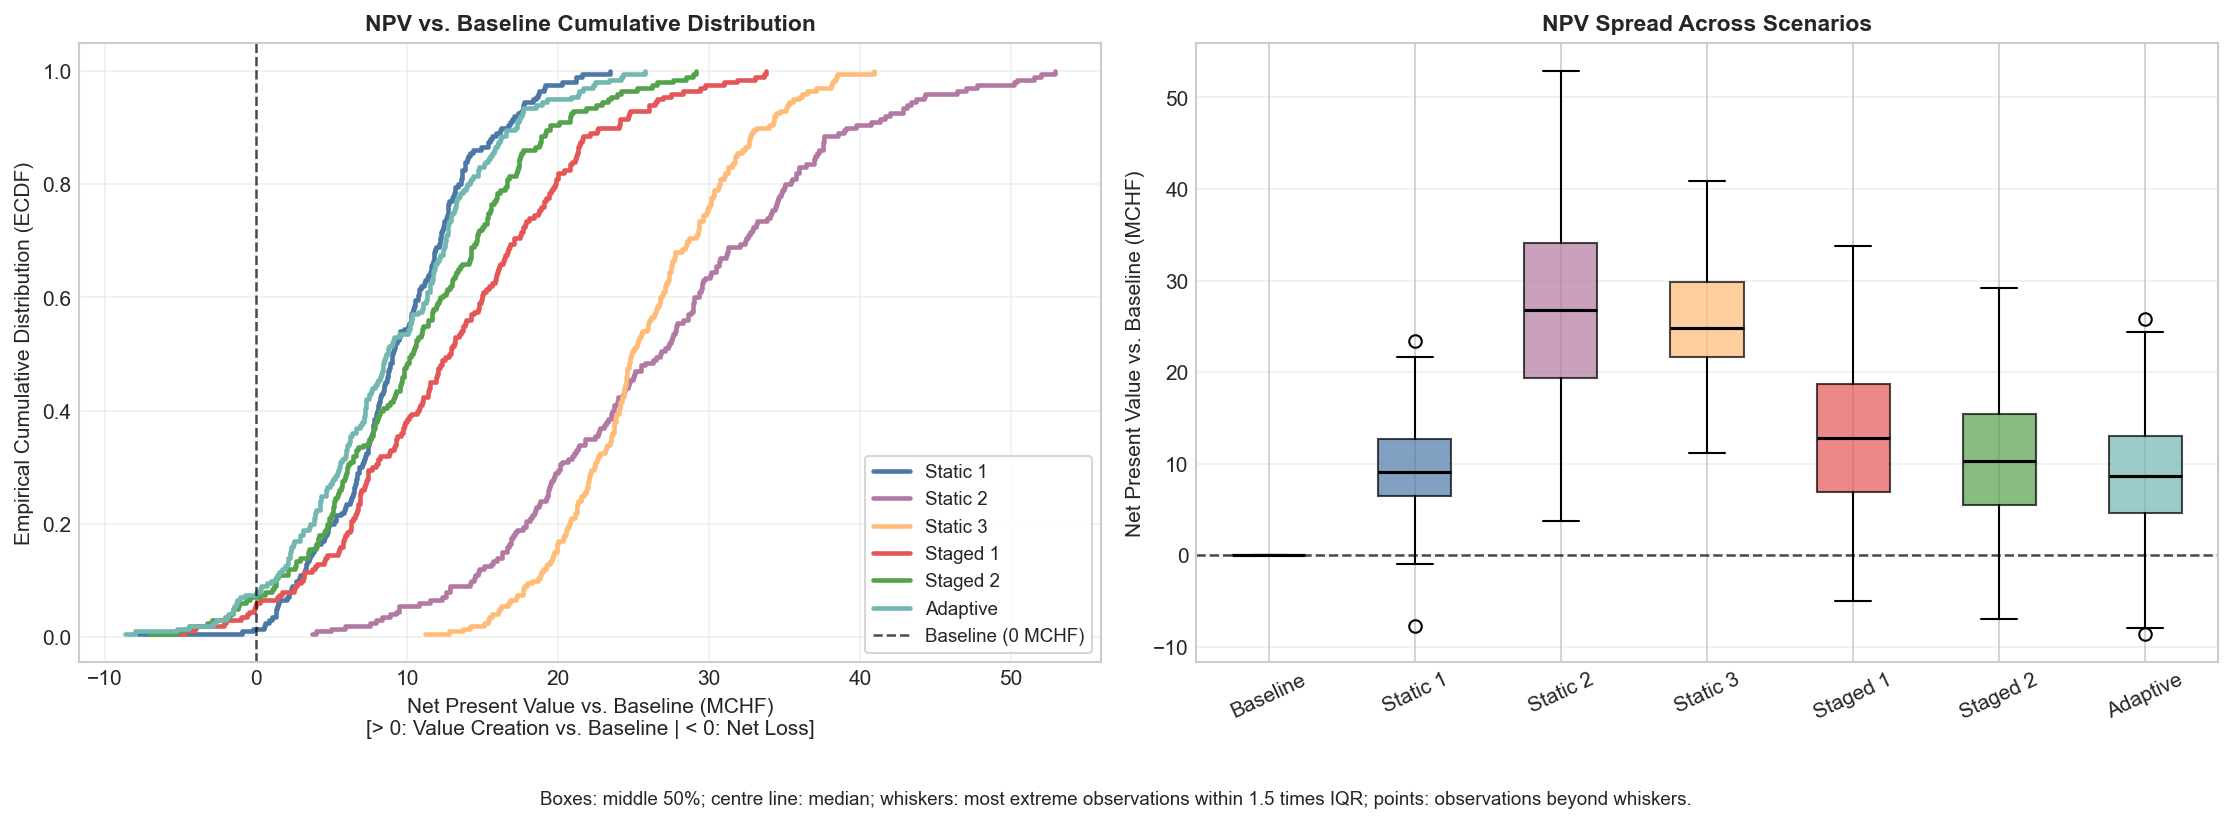 NPV vs. Baseline Cumulative Distribution
Empirical Cumulative Distribution (ECDF)
1.0
0.8
0.6
0.4
0.2
0.0
−10
0
10
20
30
40
50
Net Present Value vs. Baseline (MCHF)
[> 0: Value Creation vs. Baseline | < 0: Net Loss]
Static 1
Static 2
Static 3
Staged 1
Staged 2
Adaptive
Baseline (0 MCHF)
NPV Spread Across Scenarios
Net Present Value vs. Baseline (MCHF)
50
40
30
20
10
0
−10
Baseline
Static 1
Static 2
Static 3
Staged 1
Staged 2
Adaptive
Boxes: middle 50%; centre line: median; whiskers: most extreme observations within 1.5 times IQR; points: observations beyond whiskers.